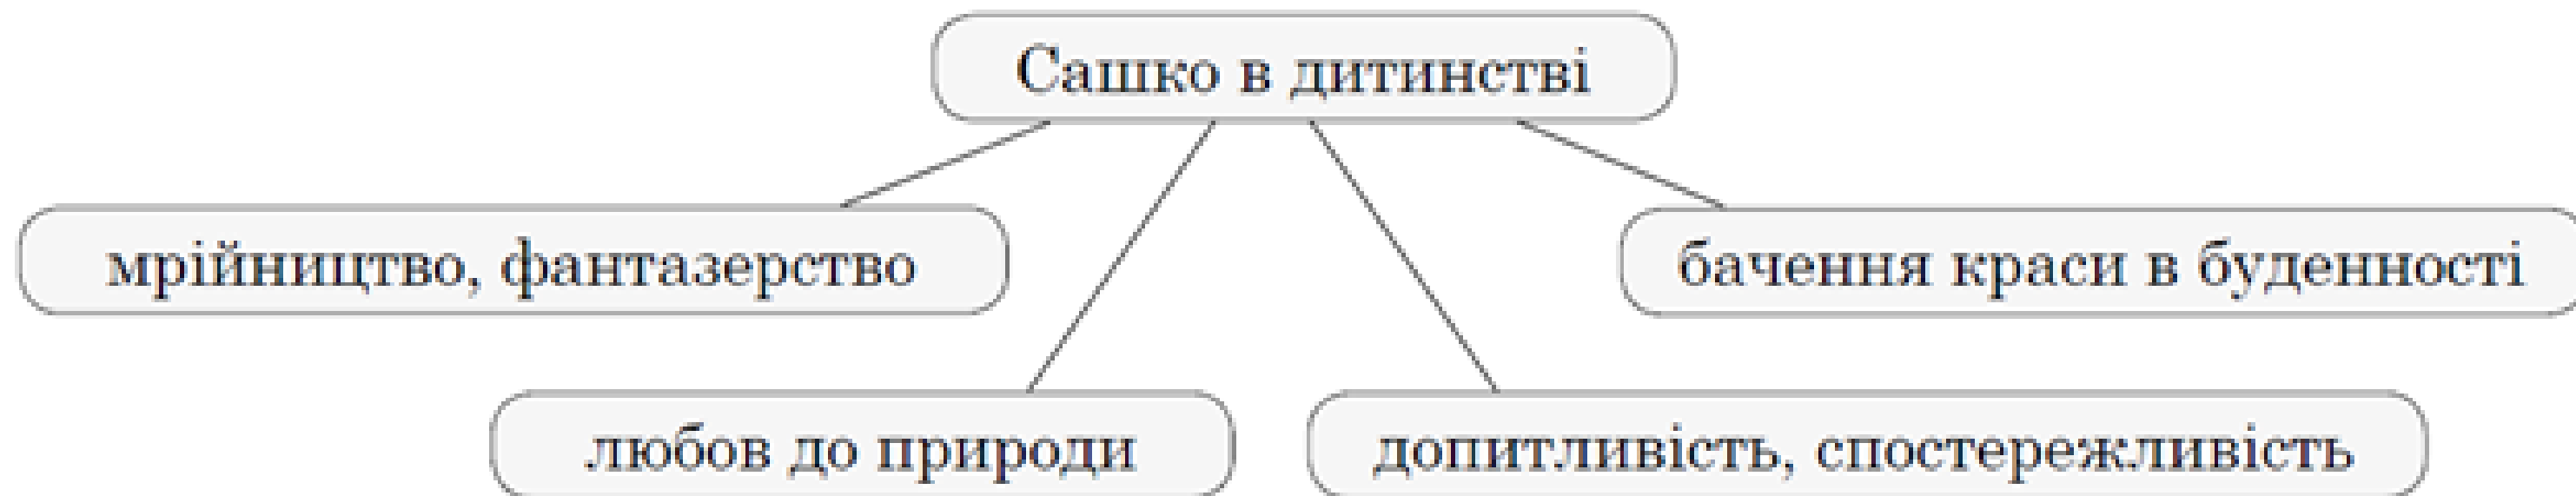 Сашко в дитинстві
мрійництво, фантазерство
бачення краси в буденності
любов до природи
допитливість, спостережливість